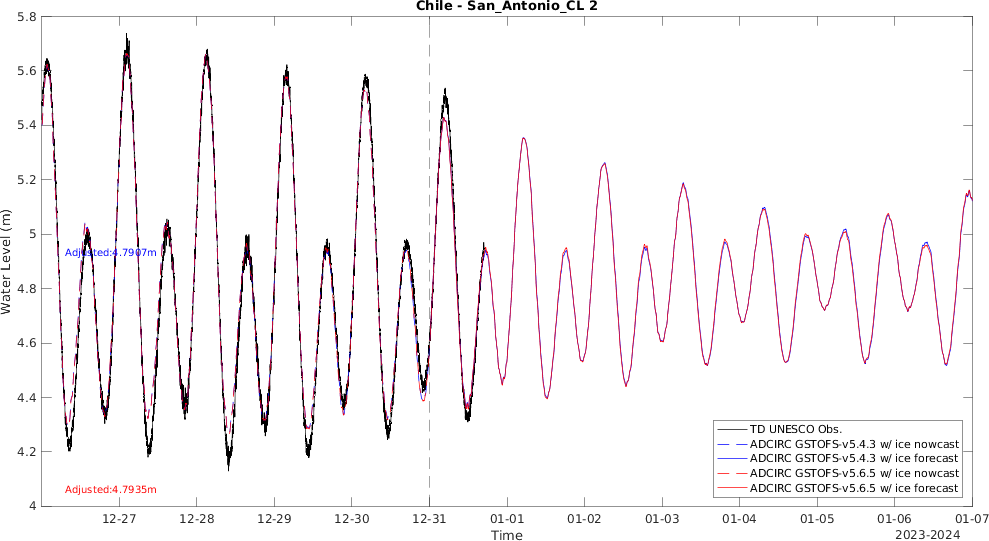 Chile - San_Antonio_CL 2
Water Level (m)
5.8
5.6
5.4
5.2
5
4.8
4.6
4.4
4.2
4
Adjusted:4.7907m
Adjusted:4.7935m
TD UNESCO Obs.
ADCIRC GSTOFS-v5.4.3 w/ ice nowcast
ADCIRC GSTOFS-v5.4.3 w/ ice forecast
ADCIRC GSTOFS-v5.6.5 w/ ice nowcast
ADCIRC GSTOFS-v5.6.5 w/ ice forecast
12-27 12-28 12-29 12-30 12-31 01-01 01-02 01-03 01-04 01-05 01-06 01-07
Time
2023-2024